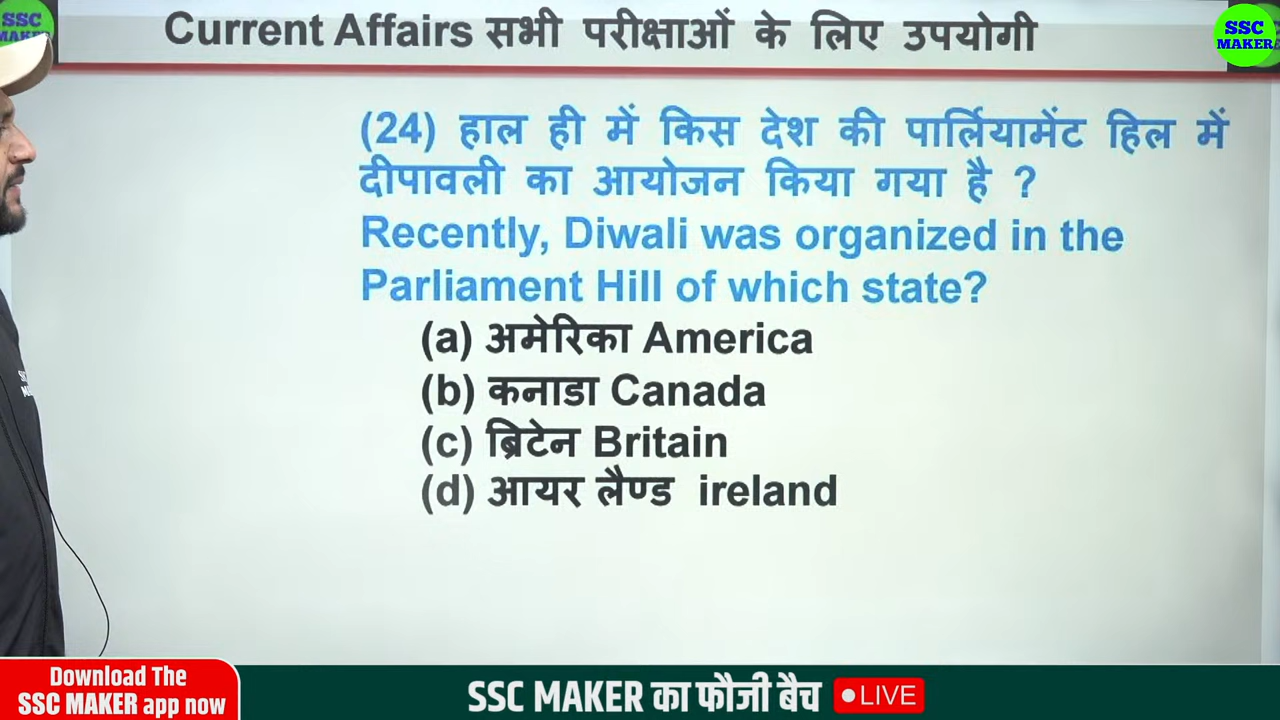 SSC
MAKER
Current Affairs सभी परीक्षाओं के लिए उपयोगी
SSC
MAKER
(24) हाल ही में किस देश की पार्लियामेंट हिल में
दीपावली का आयोजन किया गया है ?
Recently, Diwali was organized in the
Parliament Hill of which state?
(a) अमेरिका America
(b) कनाडा Canada
(c) ब्रिटेन Britain
(d) आयर लैण्ड ireland
Download The
SSC MAKER app now
SSC MAKER का फौजी बैच
LIVE